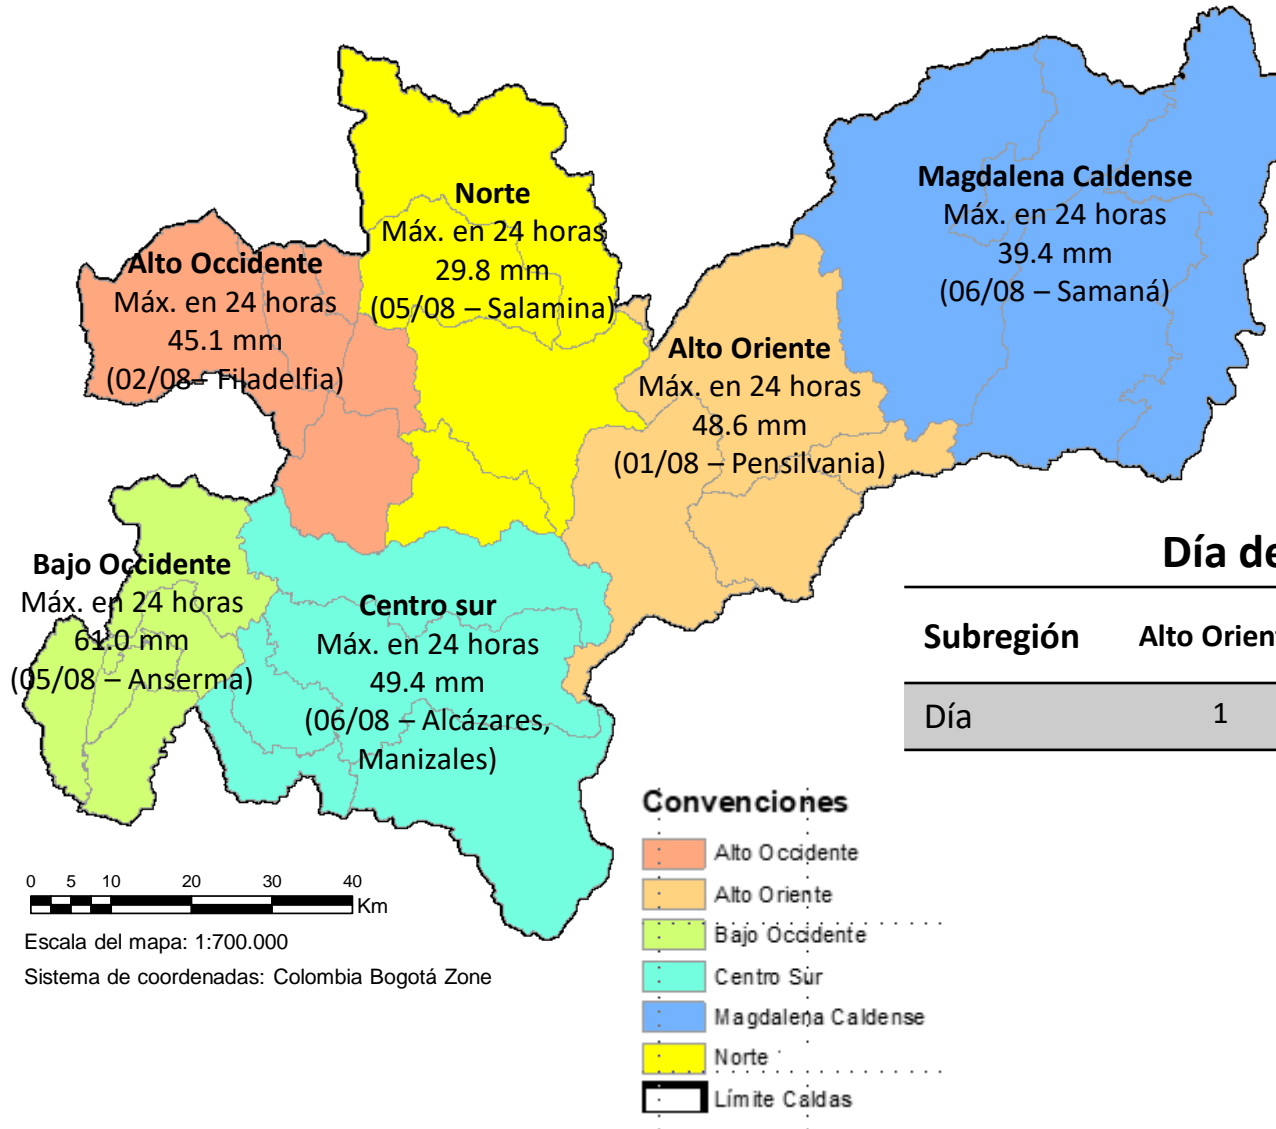 Norte
Máx. en 24 horas
29.8 mm
(05/08 – Salamina)
Magdalena Caldense
Máx. en 24 horas
39.4 mm
(06/08 – Samaná)
Alto Occidente
Máx. en 24 horas
45.1 mm
(02/08– Filadelfia)
Alto Oriente
Máx. en 24 horas
48.6 mm
(01/08 – Pensilvania)
Bajo Occidente
Máx. en 24 horas
61.0 mm
(05/08 – Anserma)
Centro sur
Máx. en 24 horas
49.4 mm
(06/08 – Alcázares,
Manizales)
Día de
Subregión Alto Orient
Día 1
Convenciones
Alto Occidente
Alto Oriente
Bajo Occidente
Centro Sur
Magdalena Caldense
Norte
Límite Caldas
0 5 10 20 30 40
Km
Escala del mapa: 1:700.000
Sistema de coordenadas: Colombia Bogotá Zone